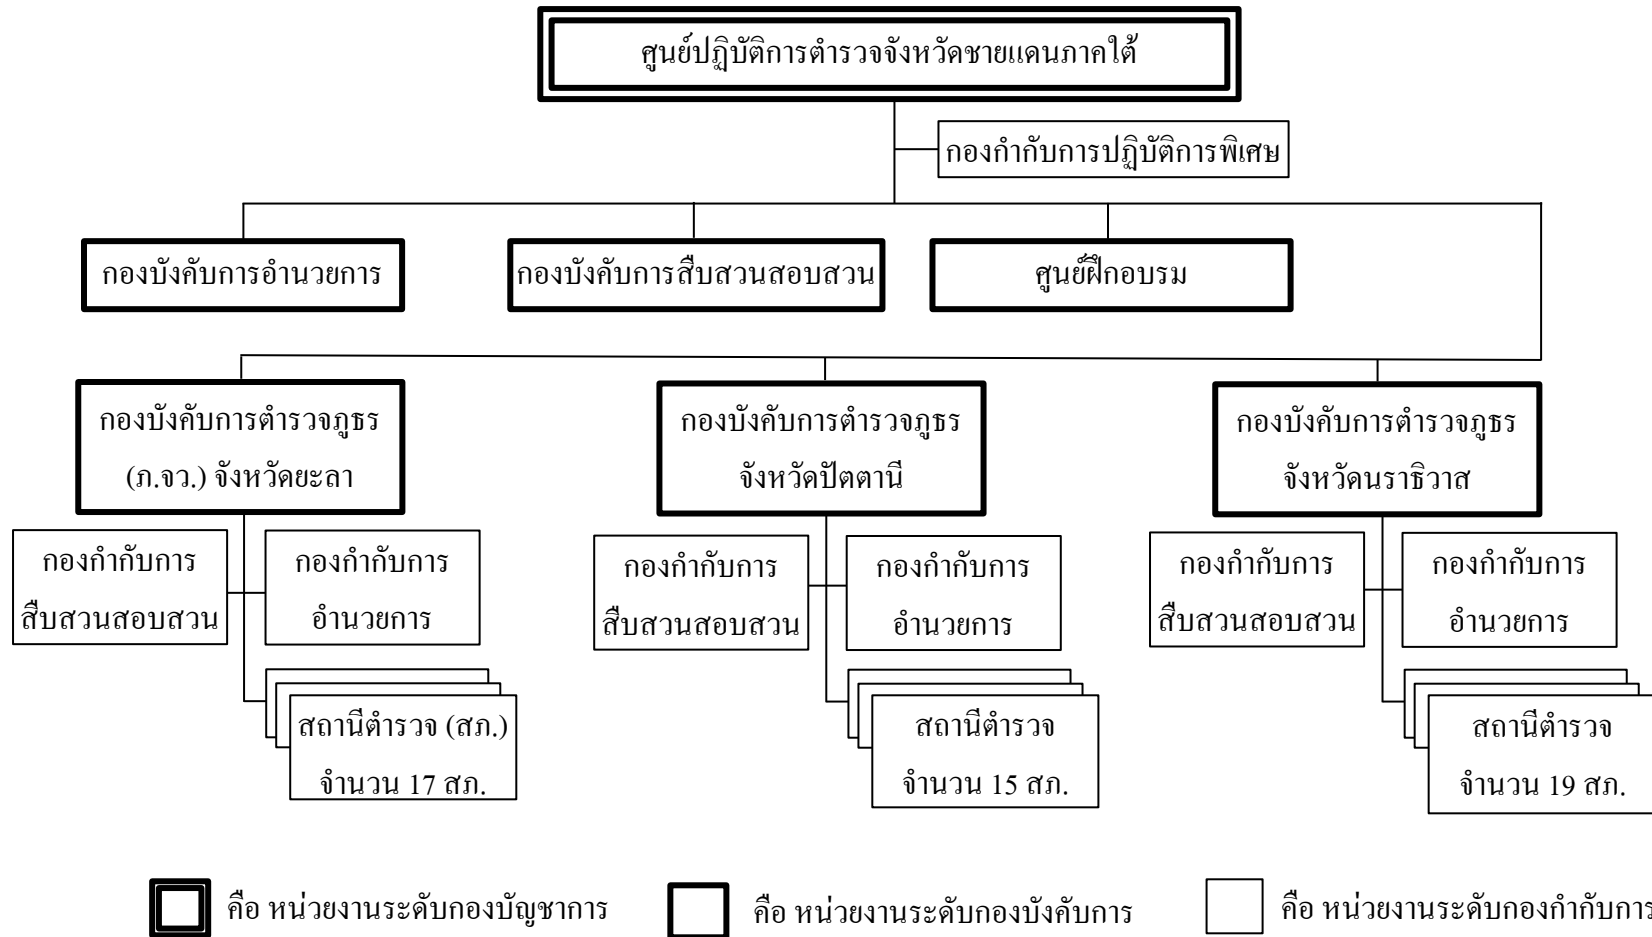 ศูนย์ปฏิบัติการตำรวจจังหวัดชายแดนภาคใต้
กองกำกับการปฏิบัติการพิเศษ
กองบังคับการอำนวยการ
กองบังคับการสืบสวนสอบสวน
ศูนย์ฝึกอบรม
กองบังคับการตำรวจภูธร
(ภ.จว.) จังหวัดยะลา
กองบังคับการตำรวจภูธร
จังหวัดปัตตานี
กองบังคับการตำรวจภูธร
จังหวัดนราธิวาส
กองกำกับการ
สืบสวนสอบสวน
กองกำกับการ
อำนวยการ
กองกำกับการ
สืบสวนสอบสวน
กองกำกับการ
อำนวยการ
กองกำกับการ
สืบสวนสอบสวน
กองกำกับการ
อำนวยการ
สถานีตำรวจ (สภ.)
จำนวน 17 สภ.
สถานีตำรวจ
จำนวน 15 สภ.
สถานีตำรวจ
จำนวน 19 สภ.
คือ หน่วยงานระดับกองบัญชาการ
คือ หน่วยงานระดับกองบังคับการ
คือ หน่วยงานระดับกองกำกับการ